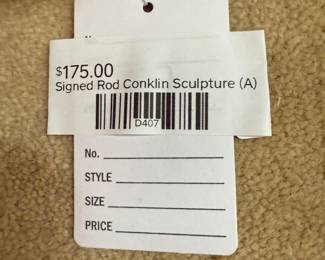 $175.00
Signed Rod Conklin Sculpture (A)
D407
No.
STYLE
SIZE
PRICE